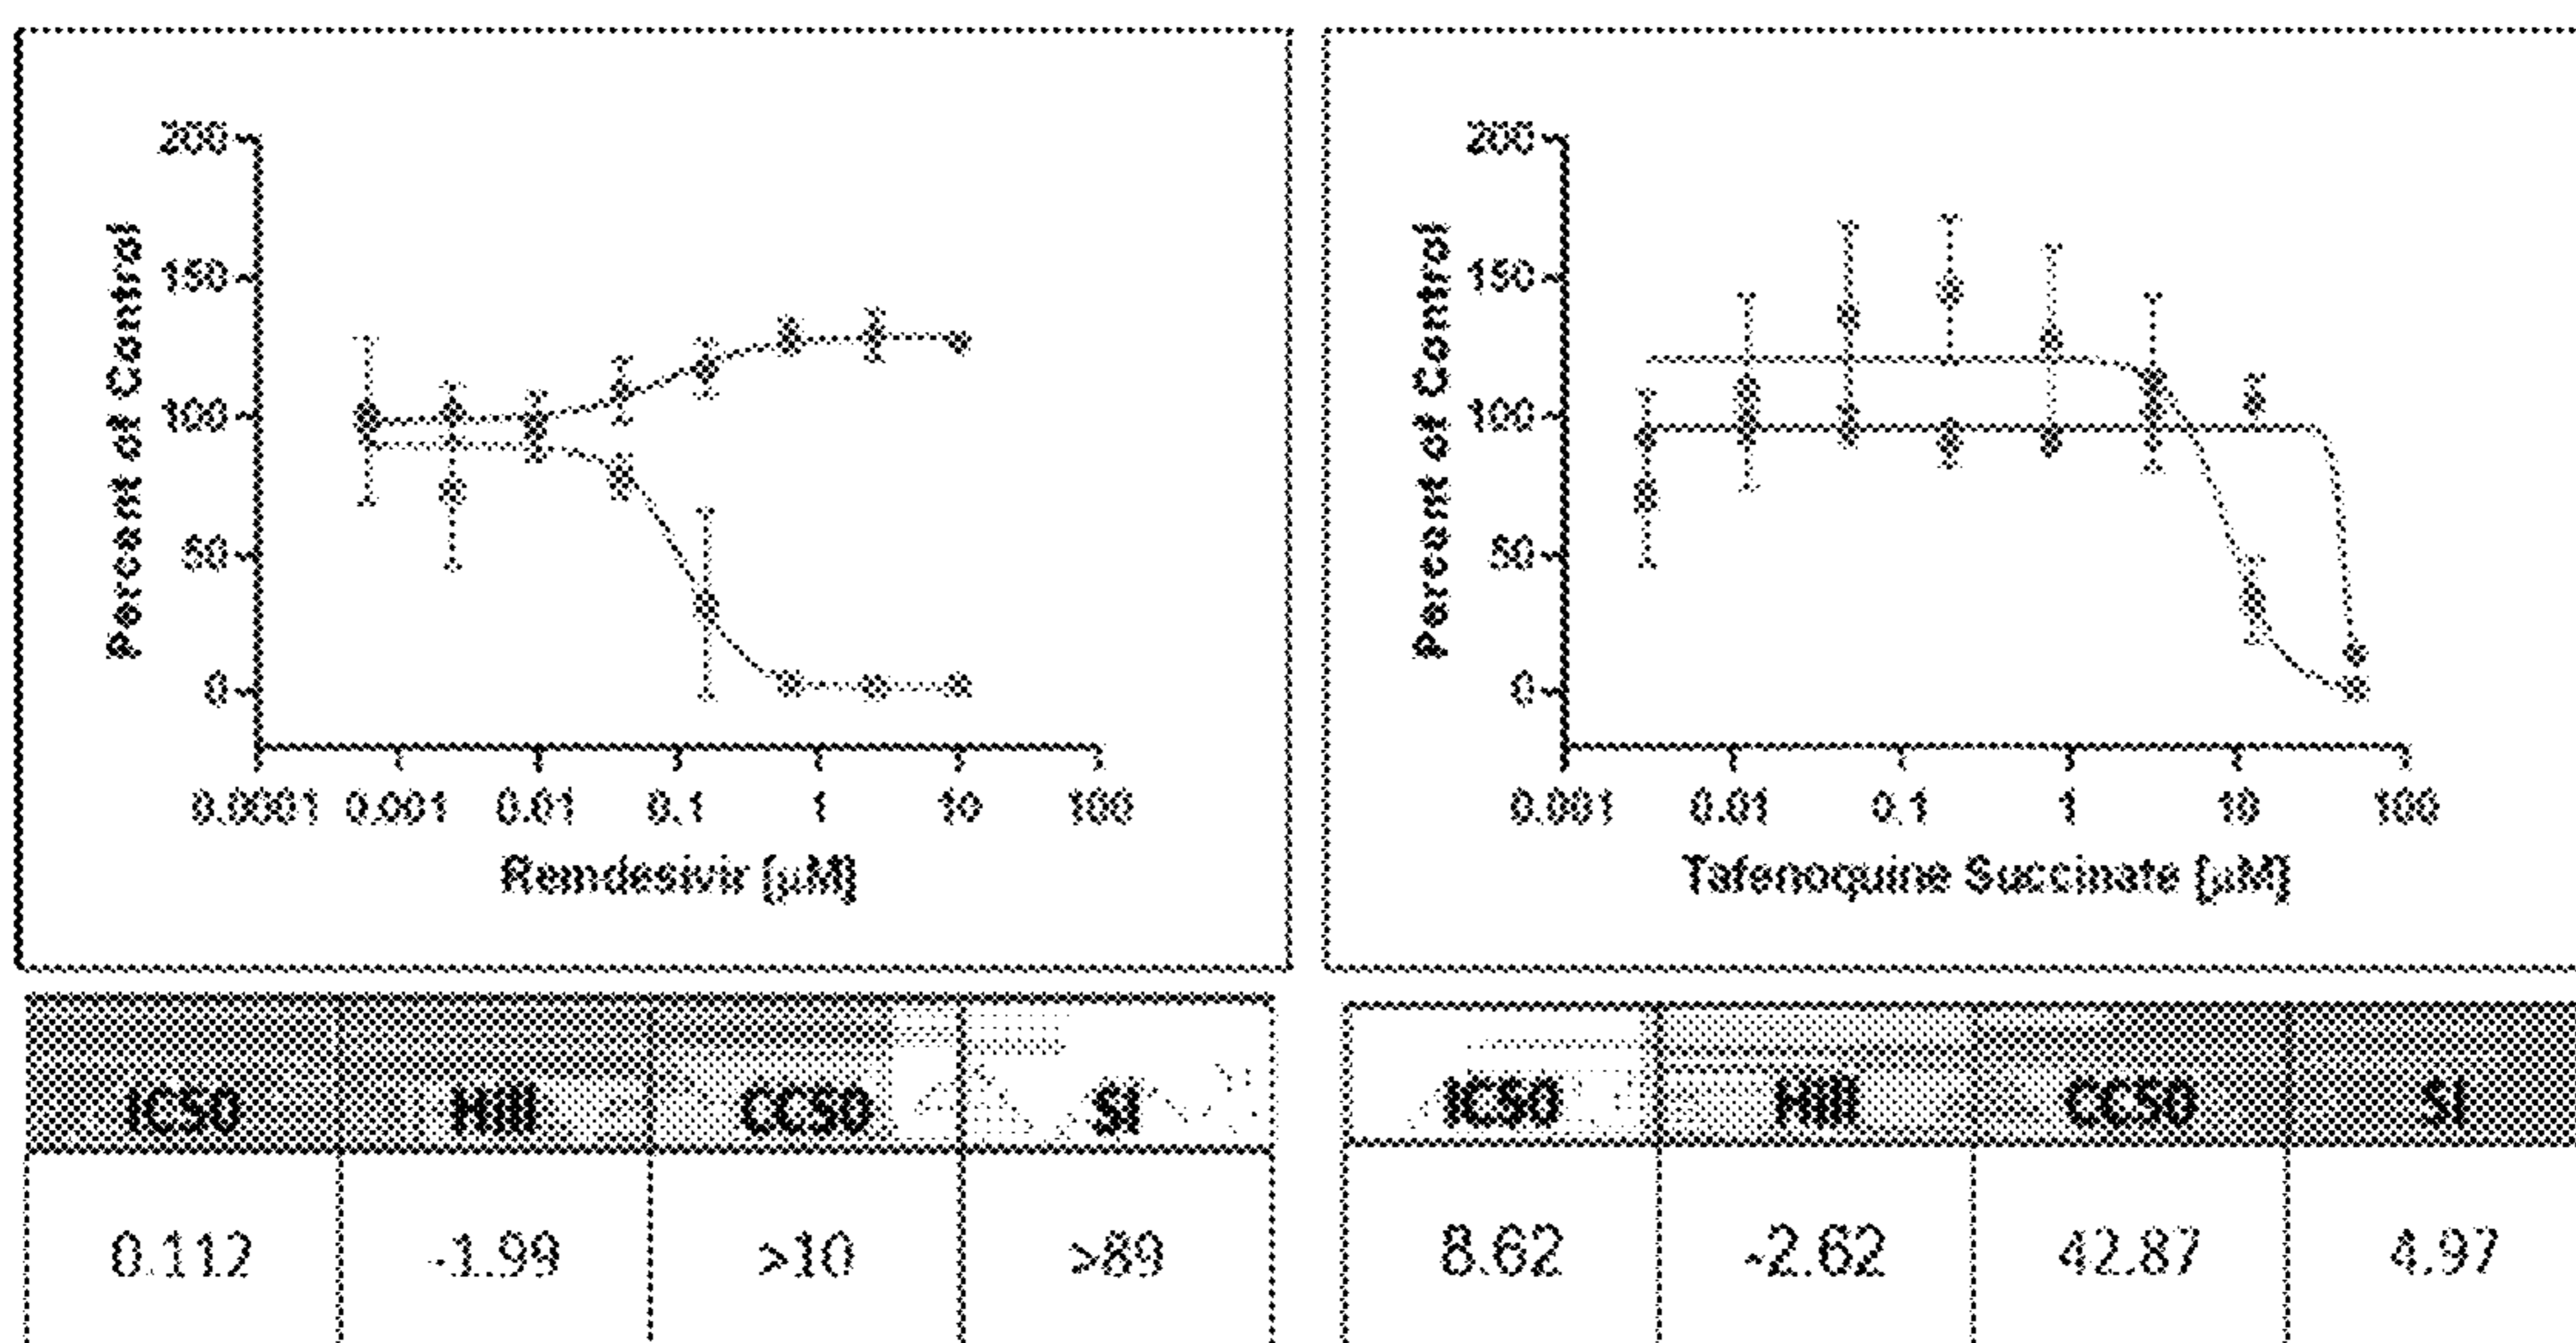 200
150
100
50
0
Percent of Control
0.0001 0.001 0.01 0.1 1 10 100
Remdesivir [µM]
200
150
100
50
0
Percent of Control
0.001 0.01 0.1 1 10 100
Tafenoquine Succinate [µM]
IC50 Hill CC50 SI
0.112 -1.99 >10 >89
IC50 Hill CC50 SI
8.62 -2.62 42.87 4.97